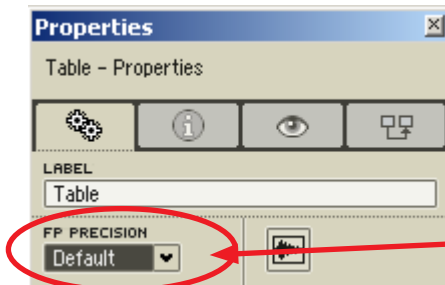 Properties
Table - Properties
LABEL
Table
FP PRECISION
Default